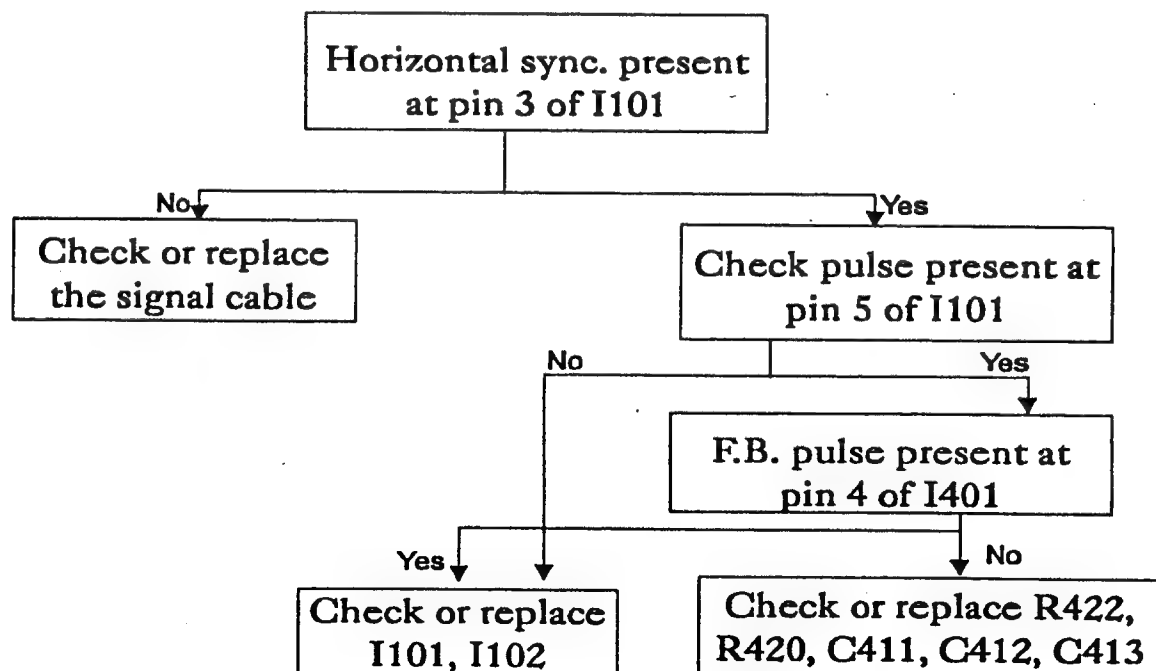 Horizontal sync. present
at pin 3 of I101
No
Yes
Check or replace
the signal cable
Check pulse present at
pin 5 of I101
No
Yes
F.B. pulse present at
pin 4 of I401
Yes
No
Check or replace
I101, I102
Check or replace R422,
R420, C411, C412, C413